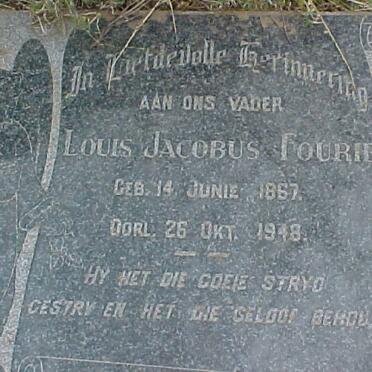 In Liefdevolle Herinnering
AAN ONS VADER
LOUIS JACOBUS FOURIE
GEB. 14 JUNIE 1867.
OORL. 26 OKT. 1948.
HY HET DIE GOEIE STRYD
GESTRY EN HET DIE GELOOF BEHOU